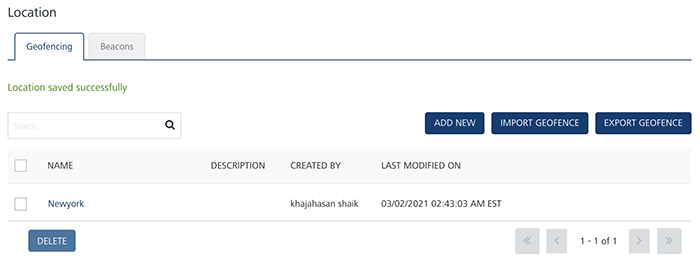 Location
Geofencing Beacons
Location saved successfully
Search... ADD NEW IMPORT GEOFENCE EXPORT GEOFENCE
NAME DESCRIPTION CREATED BY LAST MODIFIED ON
Newyork khajahasan shaik 03/02/2021 02:43:03 AM EST
DELETE « < 1 - 1 of 1 > »